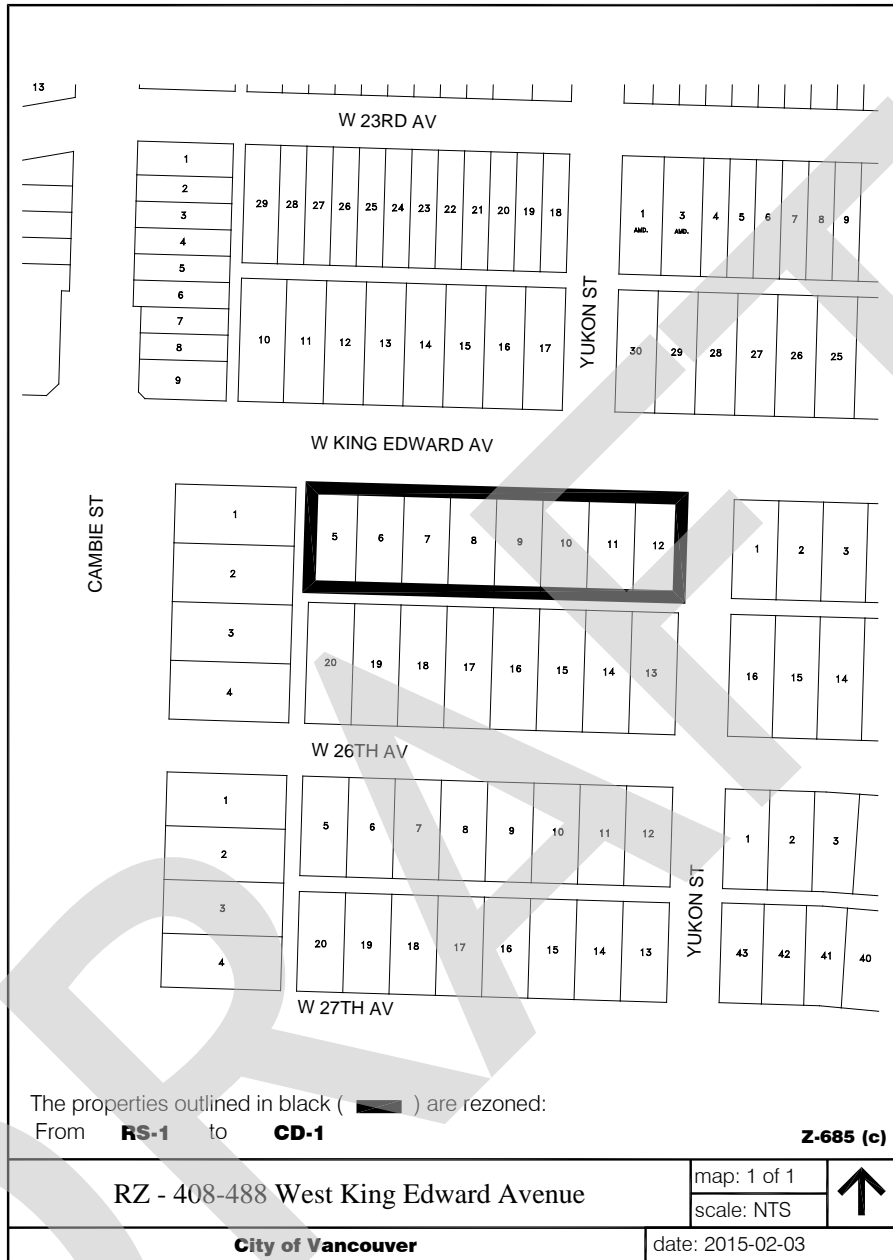 13
W 23RD AV
1
2
3
4
5
6
7
8
9
29 28 27 26 25 24 23 22 21 20 19 18
1 AMD. 3 AMD. 4 5 6 7 8 9
10 11 12 13 14 15 16 17
YUKON ST
30 29 28 27 26 25
W KING EDWARD AV
CAMBIE ST
1
2
3
4
5 6 7 8 9 10 11 12
1 2 3
20 19 18 17 16 15 14 13
16 15 14
W 26TH AV
1
2
3
4
5 6 7 8 9 10 11 12
1 2 3
YUKON ST
20 19 18 17 16 15 14 13
43 42 41 40
W 27TH AV
DRAFT
The properties outlined in black ( ) are rezoned:
From RS-1 to CD-1
Z-685 (c)
RZ - 408-488 West King Edward Avenue
map: 1 of 1
scale: NTS
City of Vancouver
date: 2015-02-03